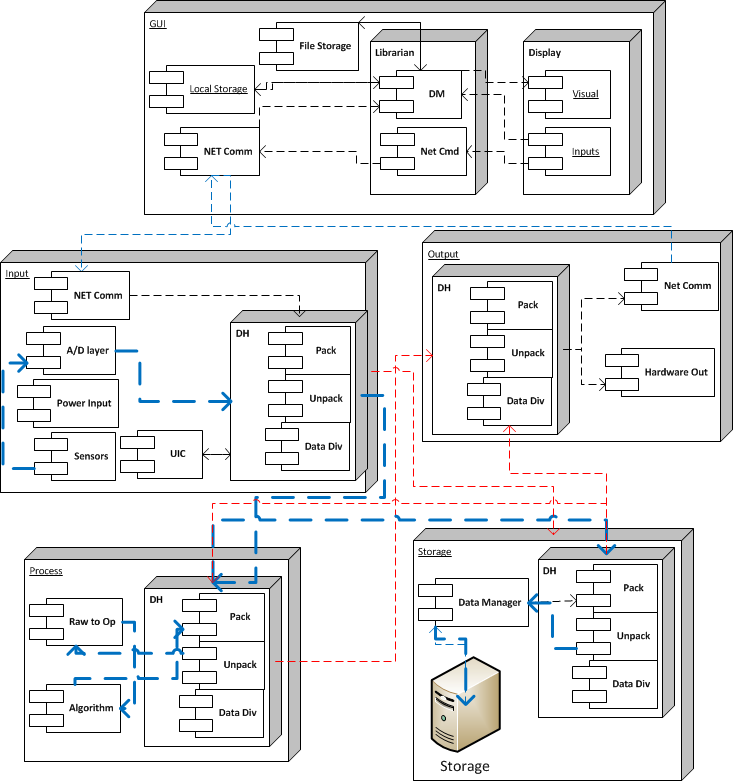 GUI
File Storage
Librarian
Display
Local Storage
DM
Visual
NET Comm
Net Cmd
Inputs
Input
NET Comm
DH
A/D layer
Pack
Power Input
Unpack
Sensors
UIC
Data Div
Output
DH
Net Comm
Pack
Unpack
Hardware Out
Data Div
Process
DH
Raw to Op
Pack
Unpack
Algorithm
Data Div
Storage
DH
Data Manager
Pack
Unpack
Data Div
Storage